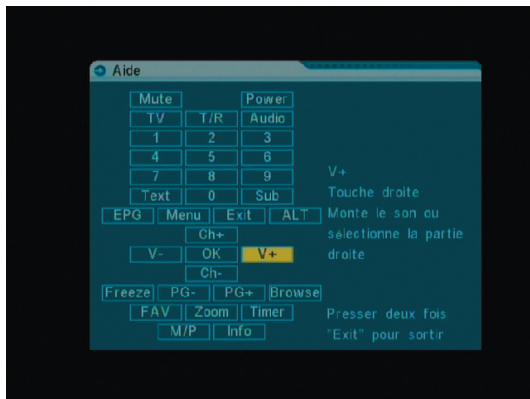 Aide
Mute Power
TV T/R Audio
1 2 3
4 5 6
7 8 9
Text 0 Sub
EPG Menu Exit ALT
Ch+
V- OK V+
Ch-
Freeze PG- PG+ Browse
FAV Zoom Timer
M/P Info
V+
Touche droite
Monte le son ou
sélectionne la partie
droite
Presser deux fois
"Exit" pour sortir